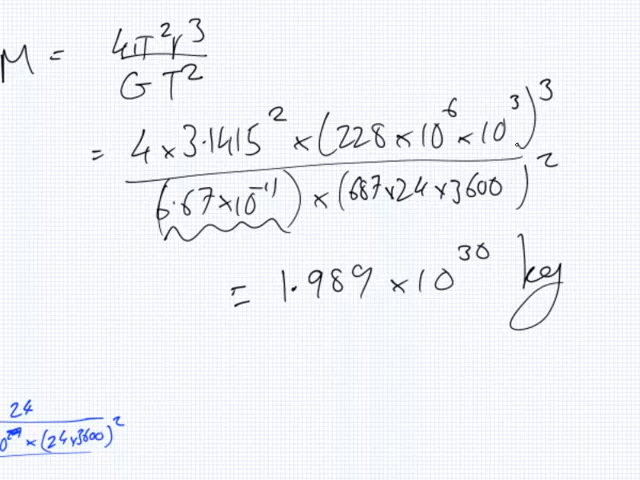 M = 4π²r³ / GT²
= 4 × 3.1415² × (228 × 10⁶ × 10³)³ / (6.67 × 10⁻¹¹) × (687 × 24 × 3600)²
= 1.989 × 10³⁰ kg
24
× (24 × 3600)²